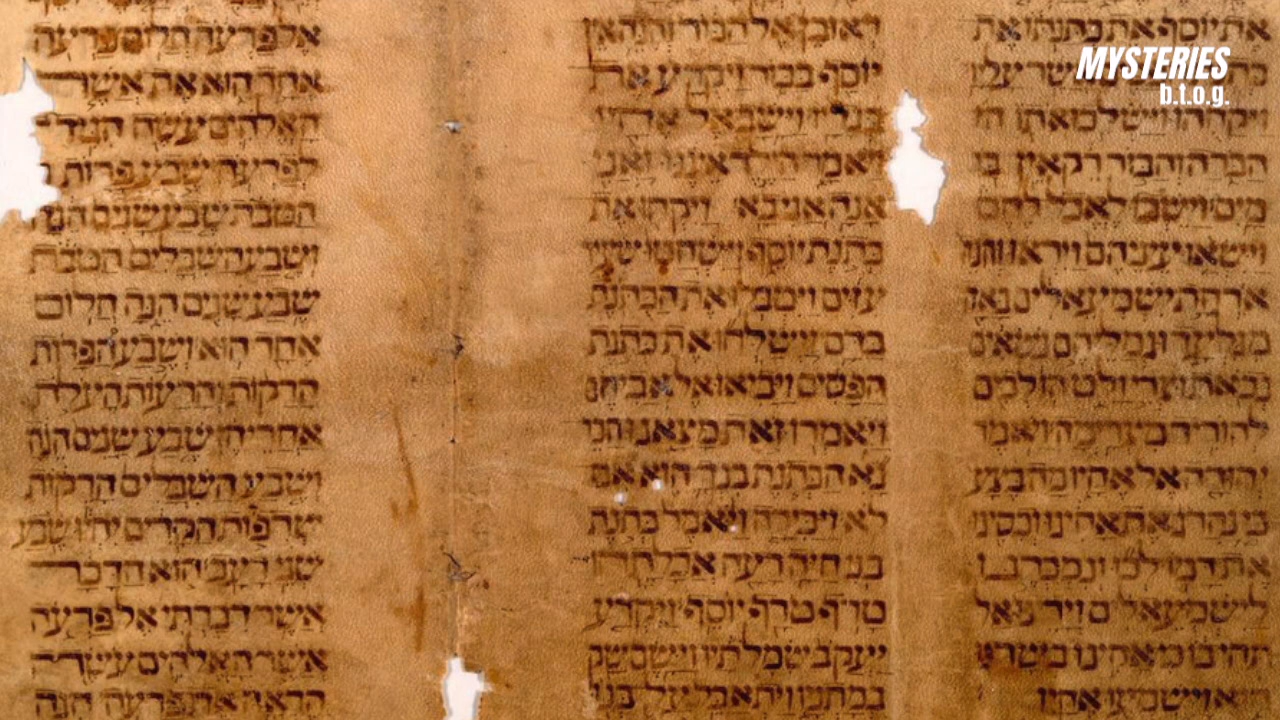 MYSTERIES
b.t.o.g.
את יוסף את כתנתו את
אשר עליו
ויקחהו וישלכו אתו
הברה והבור רק אין בו
מים וישבו לאכל לחם
וישאו עיניהם ויראו והנה
ארחת ישמעאלים באה
מגלעד וגמליהם נשאים
נכאת וצרי ולט הולכים
להוריד מצרימה ויאמר
יהודה אל אחיו מה בצע
כי נהרג את אחינו וכסינו
את דמו לכו ונמכרנו
לישמעאלים וידנו אל
תהי בו כי אחינו בשרנו
הוא וישמעו אחיו
ראובן אל הבור והנה אין
יוסף בבור ויקרע את
בגדיו וישב אל אחיו
ויאמר הילד איננו ואני
אנה אני בא ויקחו את
כתנת יוסף וישחטו שעיר
עזים ויטבלו את הכתנת
בדם וישלחו את כתנת
הפסים ויביאו אל אביהם
ויאמרו זאת מצאנו הכר
נא הכתנת בנך הוא אם
לא ויכירה ויאמר כתנת
בני חיה רעה אכלתהו
טרף טרף יוסף ויקרע
יעקב שמלתיו וישם שק
במתניו ויתאבל על בנו
אל פרעה חלום פרעה
אחד הוא את אשר
האלהים עשה הגיד
לפרעה שבע פרות
הטבת שבע שנים הנה
ושבע השבלים הטבת
שבע שנים הנה חלום
אחד הוא ושבע הפרות
הרקות והרעות העלת
אחריהן שבע שנים הנה
ושבע השבלים הרקות
שדפות הקדים יהיו שבע
שני רעב הוא הדבר
אשר דברתי אל פרעה
אשר האלהים עשה
הראה את פרעה הנה